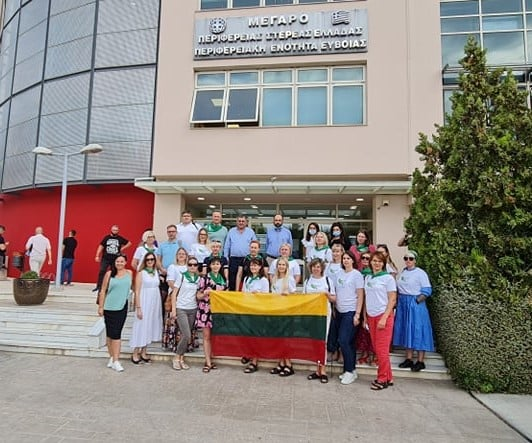 ΜΕΓΑΡΟ
ΠΕΡΙΦΕΡΕΙΑΣ ΣΤΕΡΕΑΣ ΕΛΛΑΔΑΣ
ΠΕΡΙΦΕΡΕΙΑΚΗ ΕΝΟΤΗΤΑ ΕΥΒΟΙΑΣ